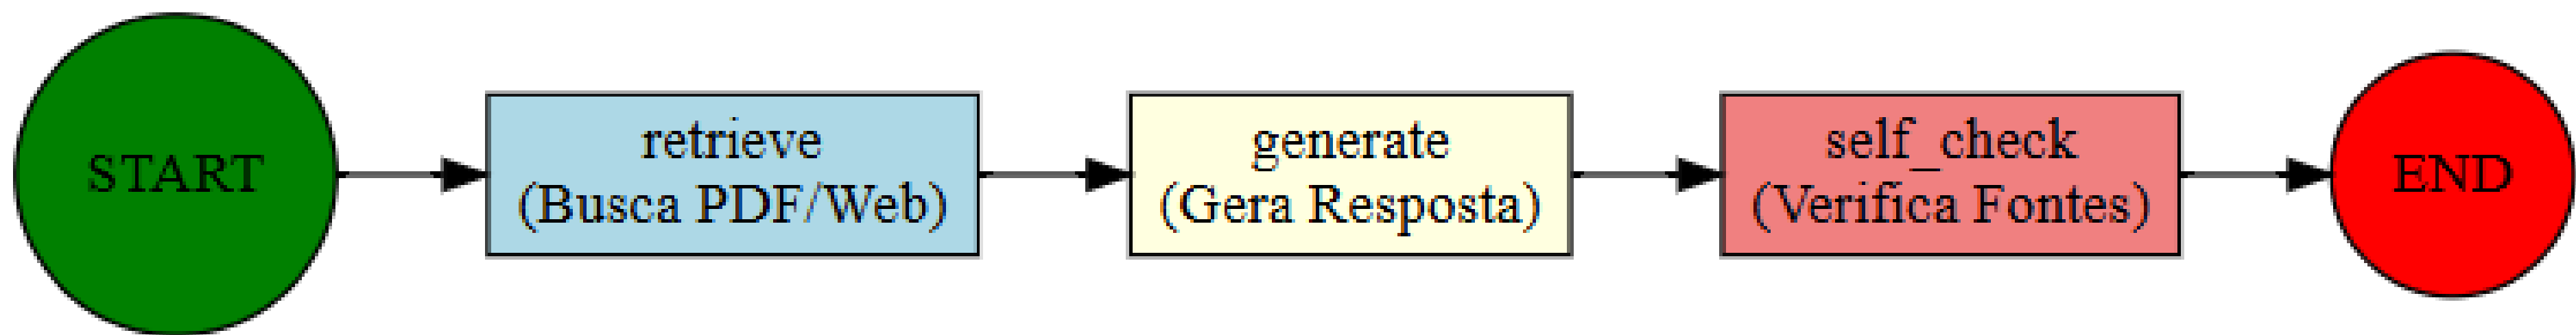 START
retrieve
(Busca PDF/Web)
generate
(Gera Resposta)
self_check
(Verifica Fontes)
END